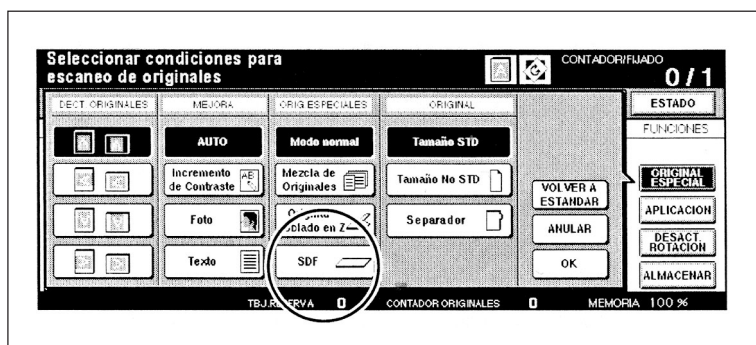 Seleccionar condiciones para
escaneo de originales
CONTADOR/FIJADO
0/1
DECT. ORIGINALES
MEJORA
ORIG ESPECIALES
ORIGINAL
ESTADO
FUNCIONES
AUTO
Modo normal
Tamaño STD
Incremento
de Contraste
AB
Mezcla de
Originales
Tamaño No STD
VOLVER A
ESTANDAR
ORIGINAL
ESPECIAL
Foto
en Z
Separador
ANULAR
APLICACION
DESACT.
ROTACION
Texto
SDF
OK
ALMACENAR
0
CONTADOR ORIGINALES
0
MEMORIA 100 %